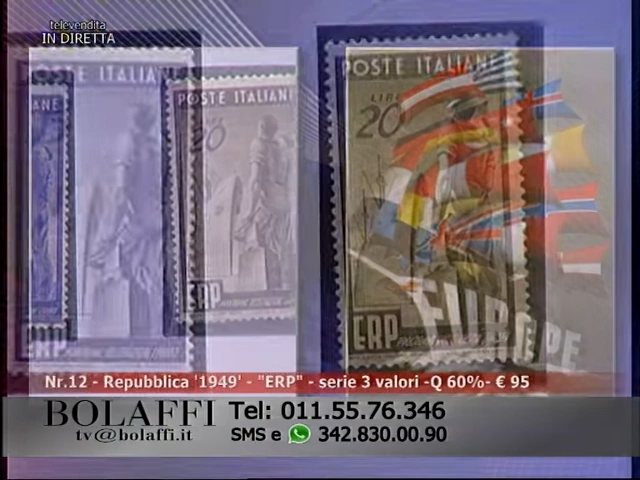 televendita
IN DIRETTA
POSTE ITALIANE
POSTE ITALIANE
POSTE ITALIANE
LIRE
20
20
ERP
ERP
ERP
EUROPE
Nr.12 - Repubblica '1949' - "ERP" - serie 3 valori -Q 60%- € 95
BOLAFFI
tv@bolaffi.it
Tel: 011.55.76.346
SMS e 342.830.00.90